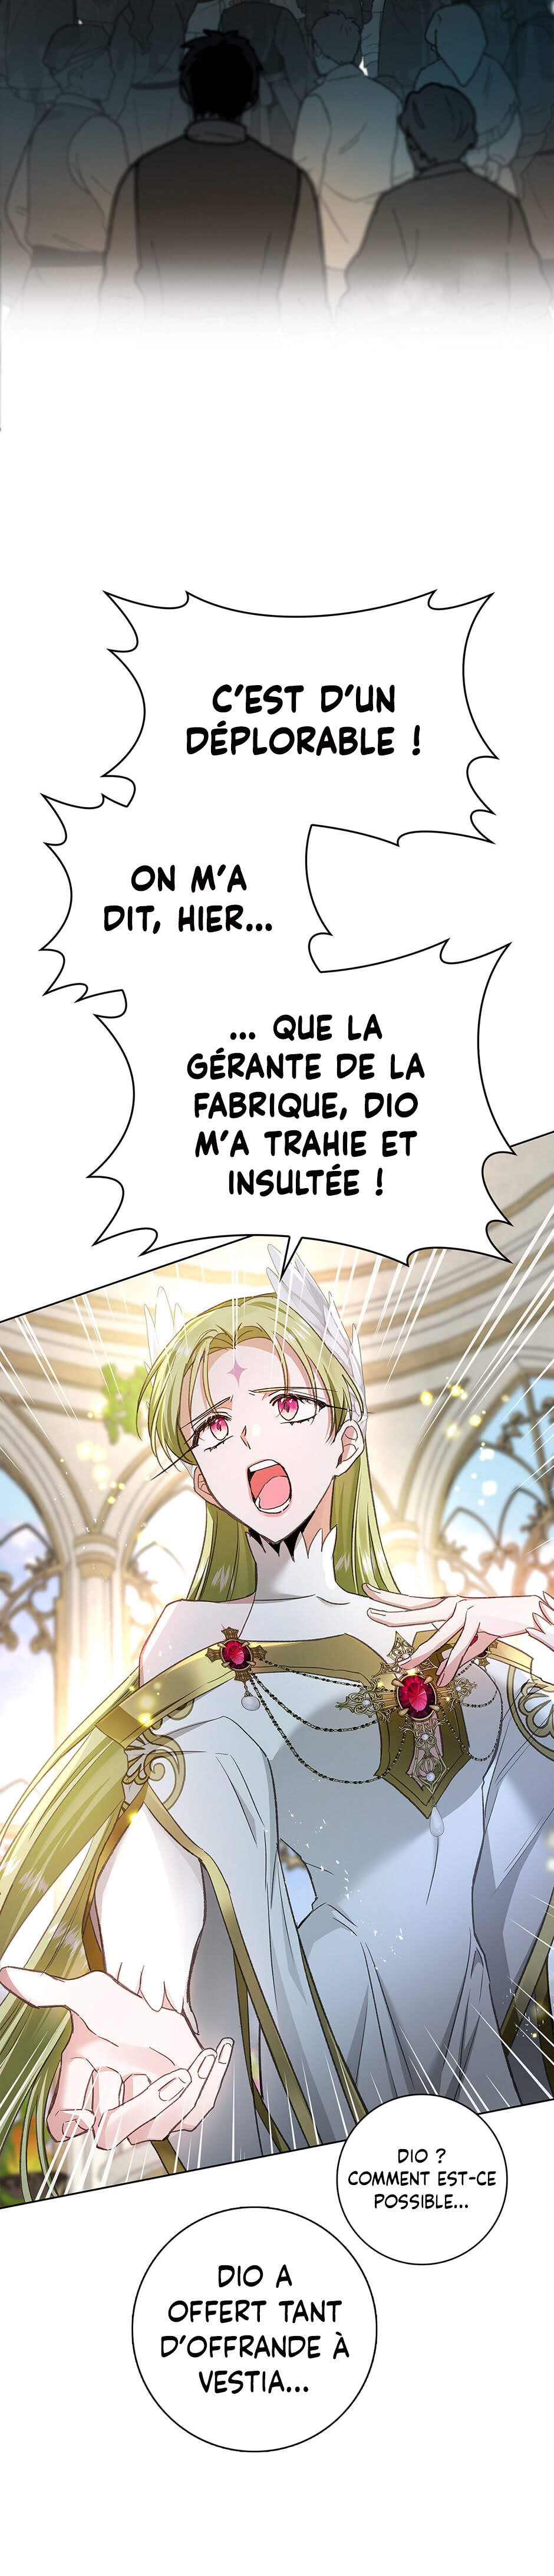 C'EST D'UN
DÉPLORABLE !
ON M'A
DIT, HIER...
... QUE LA
GÉRANTE DE LA
FABRIQUE, DIO
M'A TRAHIE ET
INSULTÉE !
DIO ?
COMMENT EST-CE
POSSIBLE...
DIO A
OFFERT TANT
D'OFFRANDE À
VESTIA...